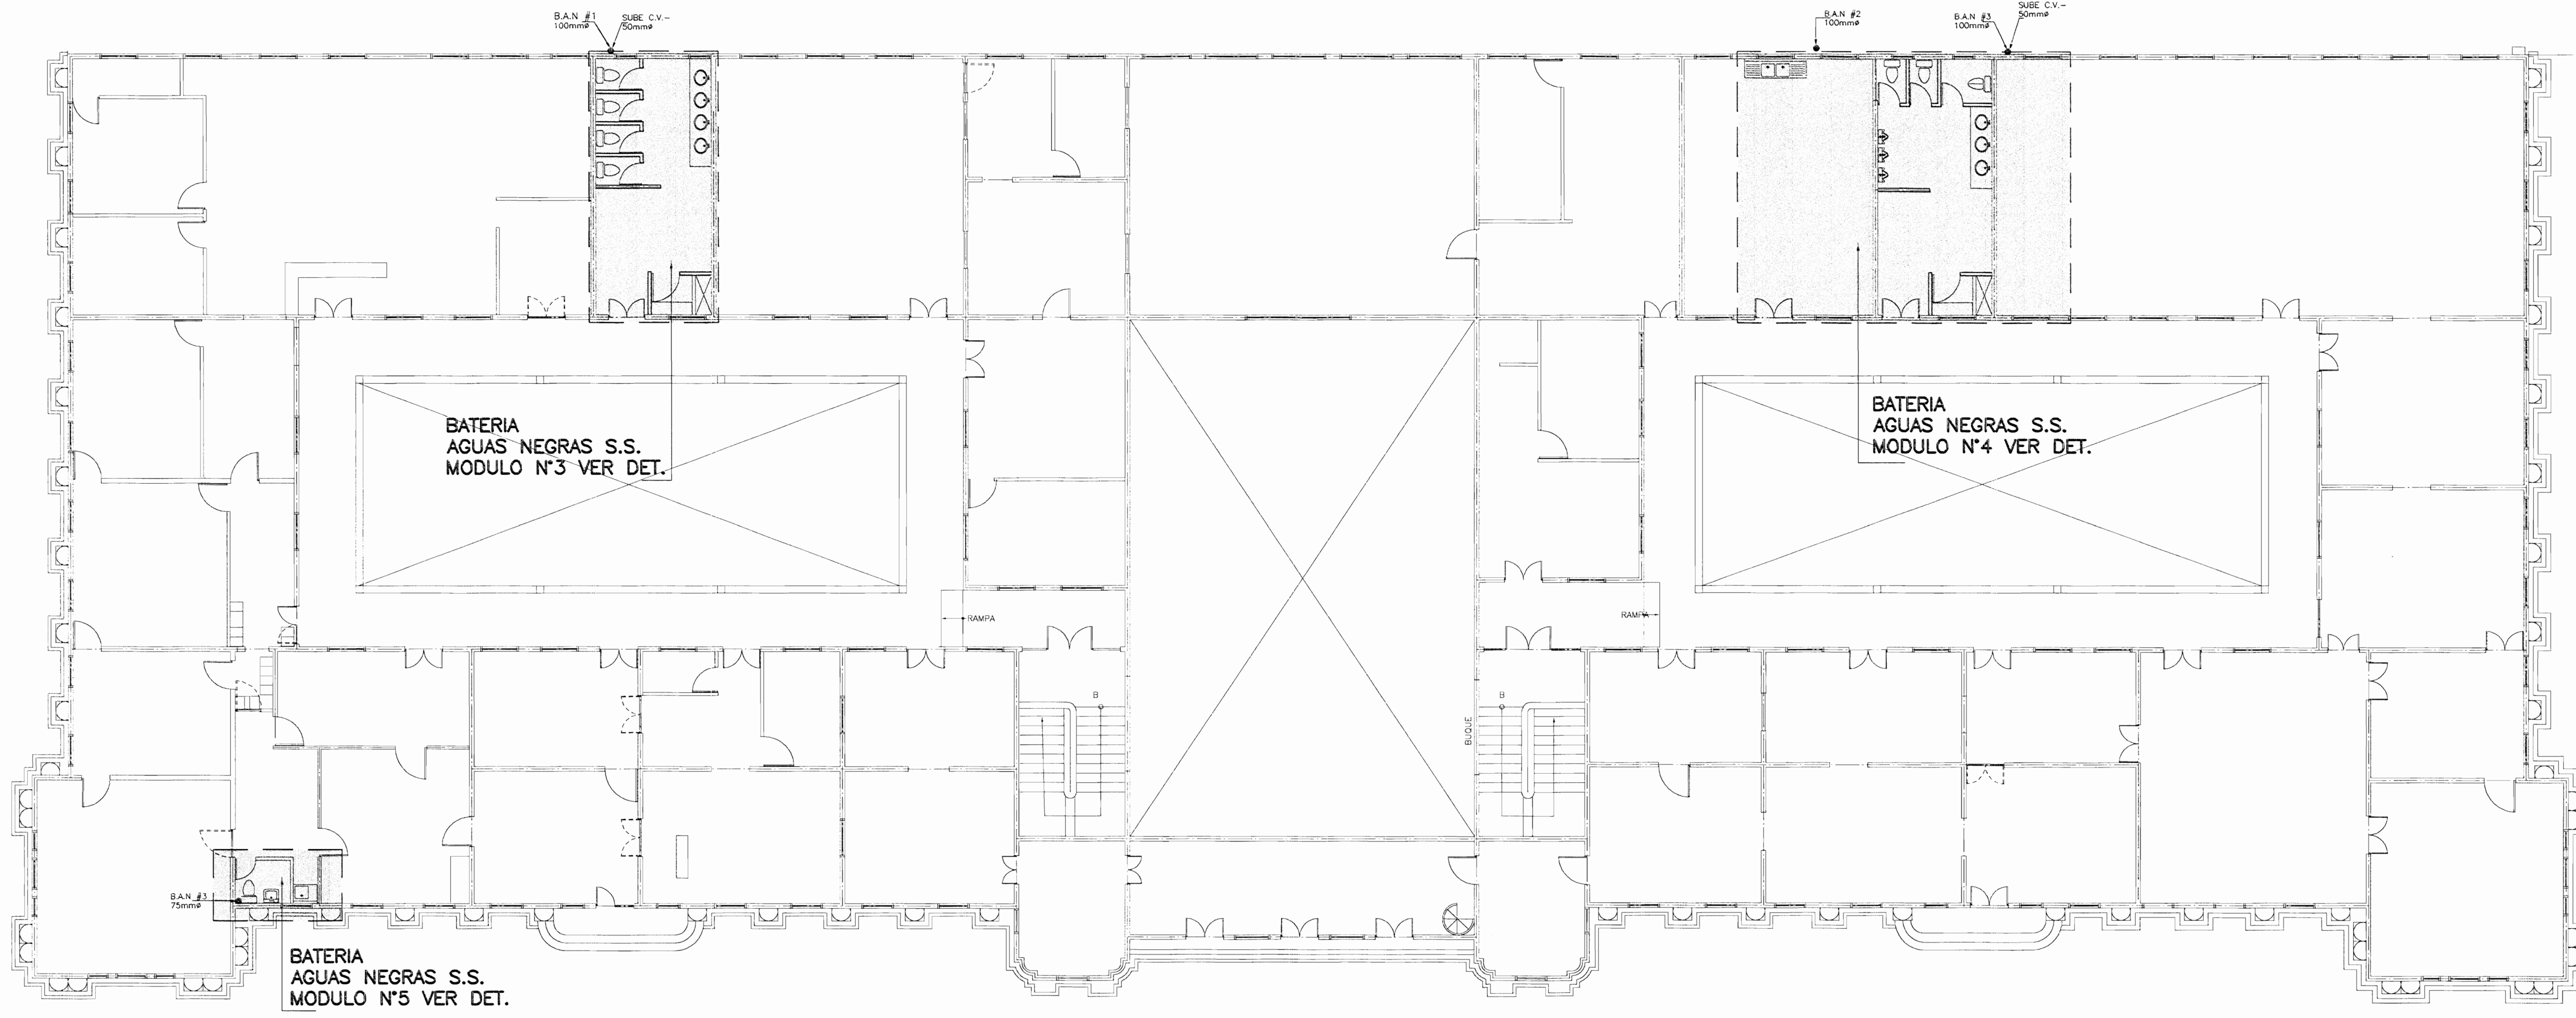 B.A.N #1
100mmø
SUBE C.V.-
50mmø
B.A.N #2
100mmø
B.A.N #3
100mmø
SUBE C.V.-
50mmø
BATERIA
AGUAS NEGRAS S.S.
MODULO N°3 VER DET.
BATERIA
AGUAS NEGRAS S.S.
MODULO N°4 VER DET.
RAMPA
RAMPA
B
B
BUQUE
B.A.N #3
75mmø
BATERIA
AGUAS NEGRAS S.S.
MODULO N°5 VER DET.